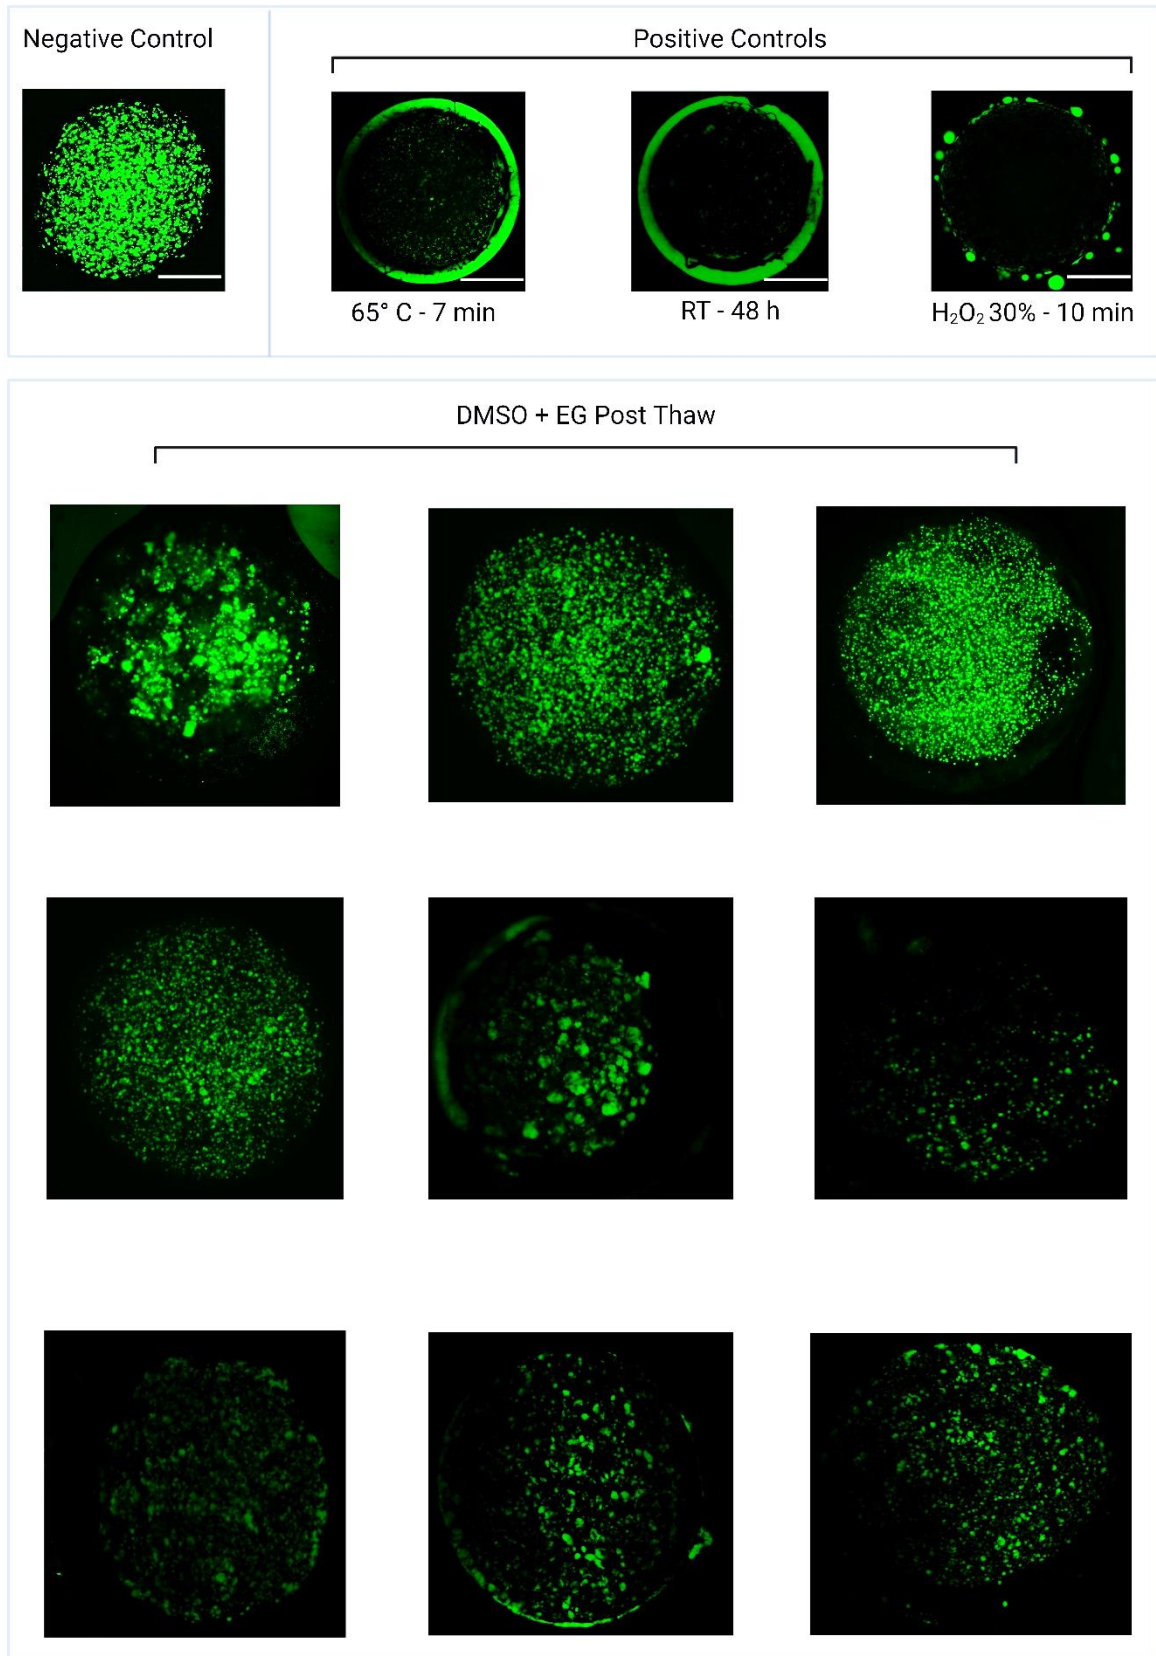 Negative Control
Positive Controls
65° C - 7 min
RT - 48 h
H₂O₂ 30% - 10 min
DMSO + EG Post Thaw